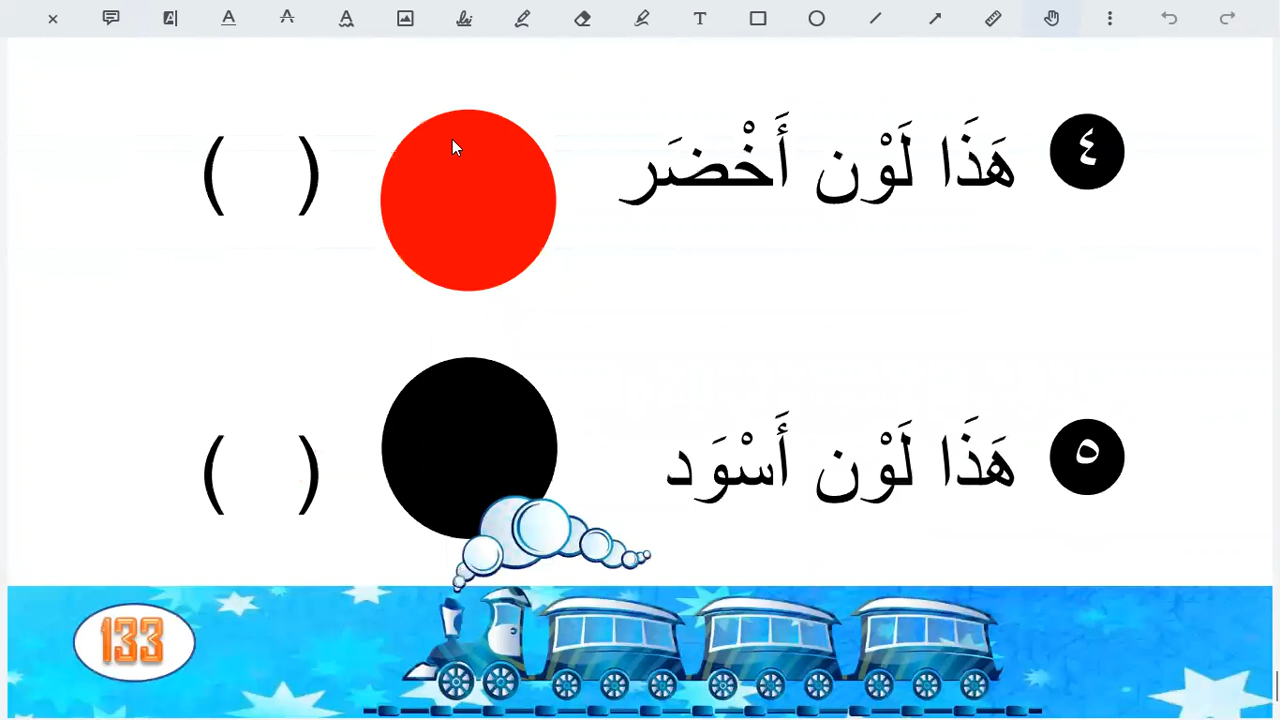 ٤ هَذَا لَوْن أَخْضَر ( )
٥ هَذَا لَوْن أَسْوَد ( )
133